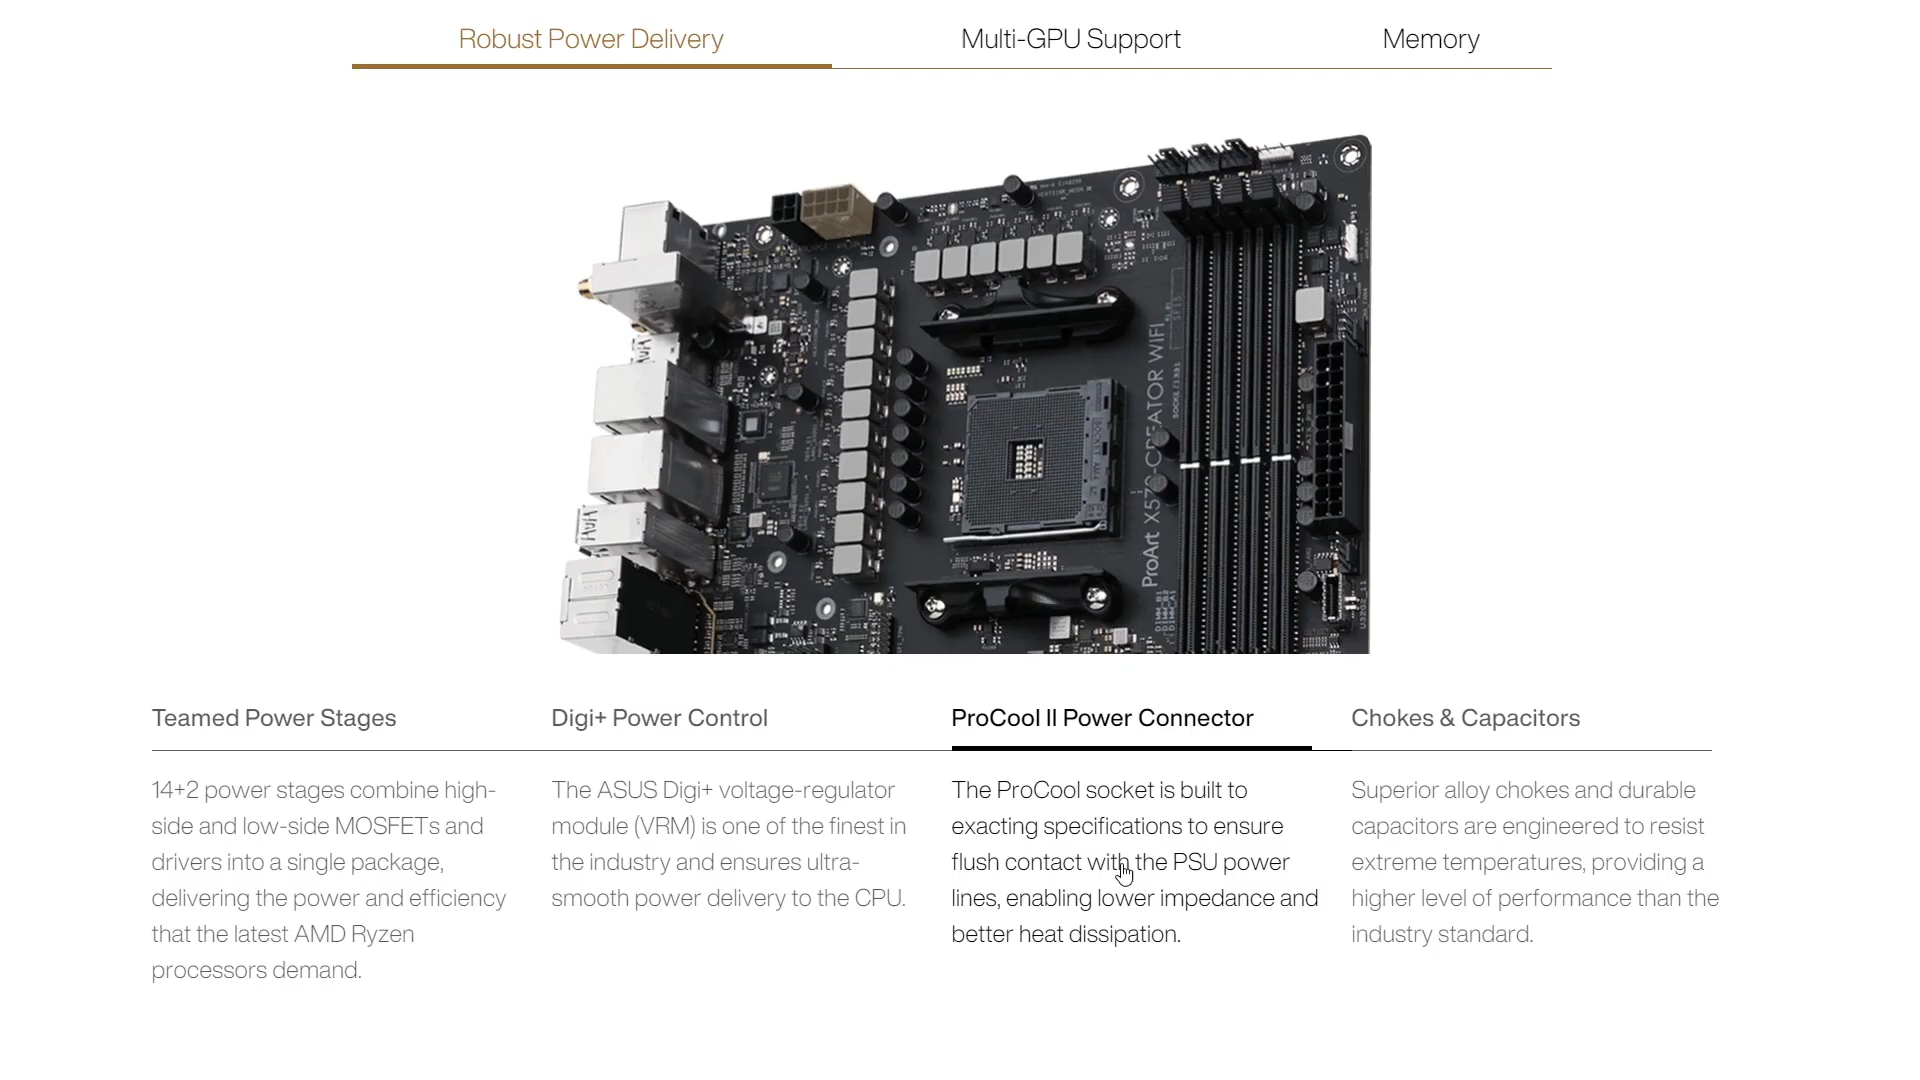 Robust Power Delivery
Multi-GPU Support
Memory
ProArt X570-CREATOR WIFI
SOCKET AM4
DIMM_B1
DIMM_B2
DIMM_A1
Teamed Power Stages
14+2 power stages combine high-
side and low-side MOSFETs and
drivers into a single package,
delivering the power and efficiency
that the latest AMD Ryzen
processors demand.
Digi+ Power Control
The ASUS Digi+ voltage-regulator
module (VRM) is one of the finest in
the industry and ensures ultra-
smooth power delivery to the CPU.
ProCool II Power Connector
The ProCool socket is built to
exacting specifications to ensure
flush contact with the PSU power
lines, enabling lower impedance and
better heat dissipation.
Chokes & Capacitors
Superior alloy chokes and durable
capacitors are engineered to resist
extreme temperatures, providing a
higher level of performance than the
industry standard.